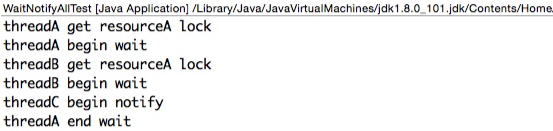 WaitNotifyAllTest [Java Application] /Library/Java/JavaVirtualMachines/jdk1.8.0_101.jdk/Contents/Home
threadA get resourceA lock
threadA begin wait
threadB get resourceA lock
threadB begin wait
threadC begin notify
threadA end wait